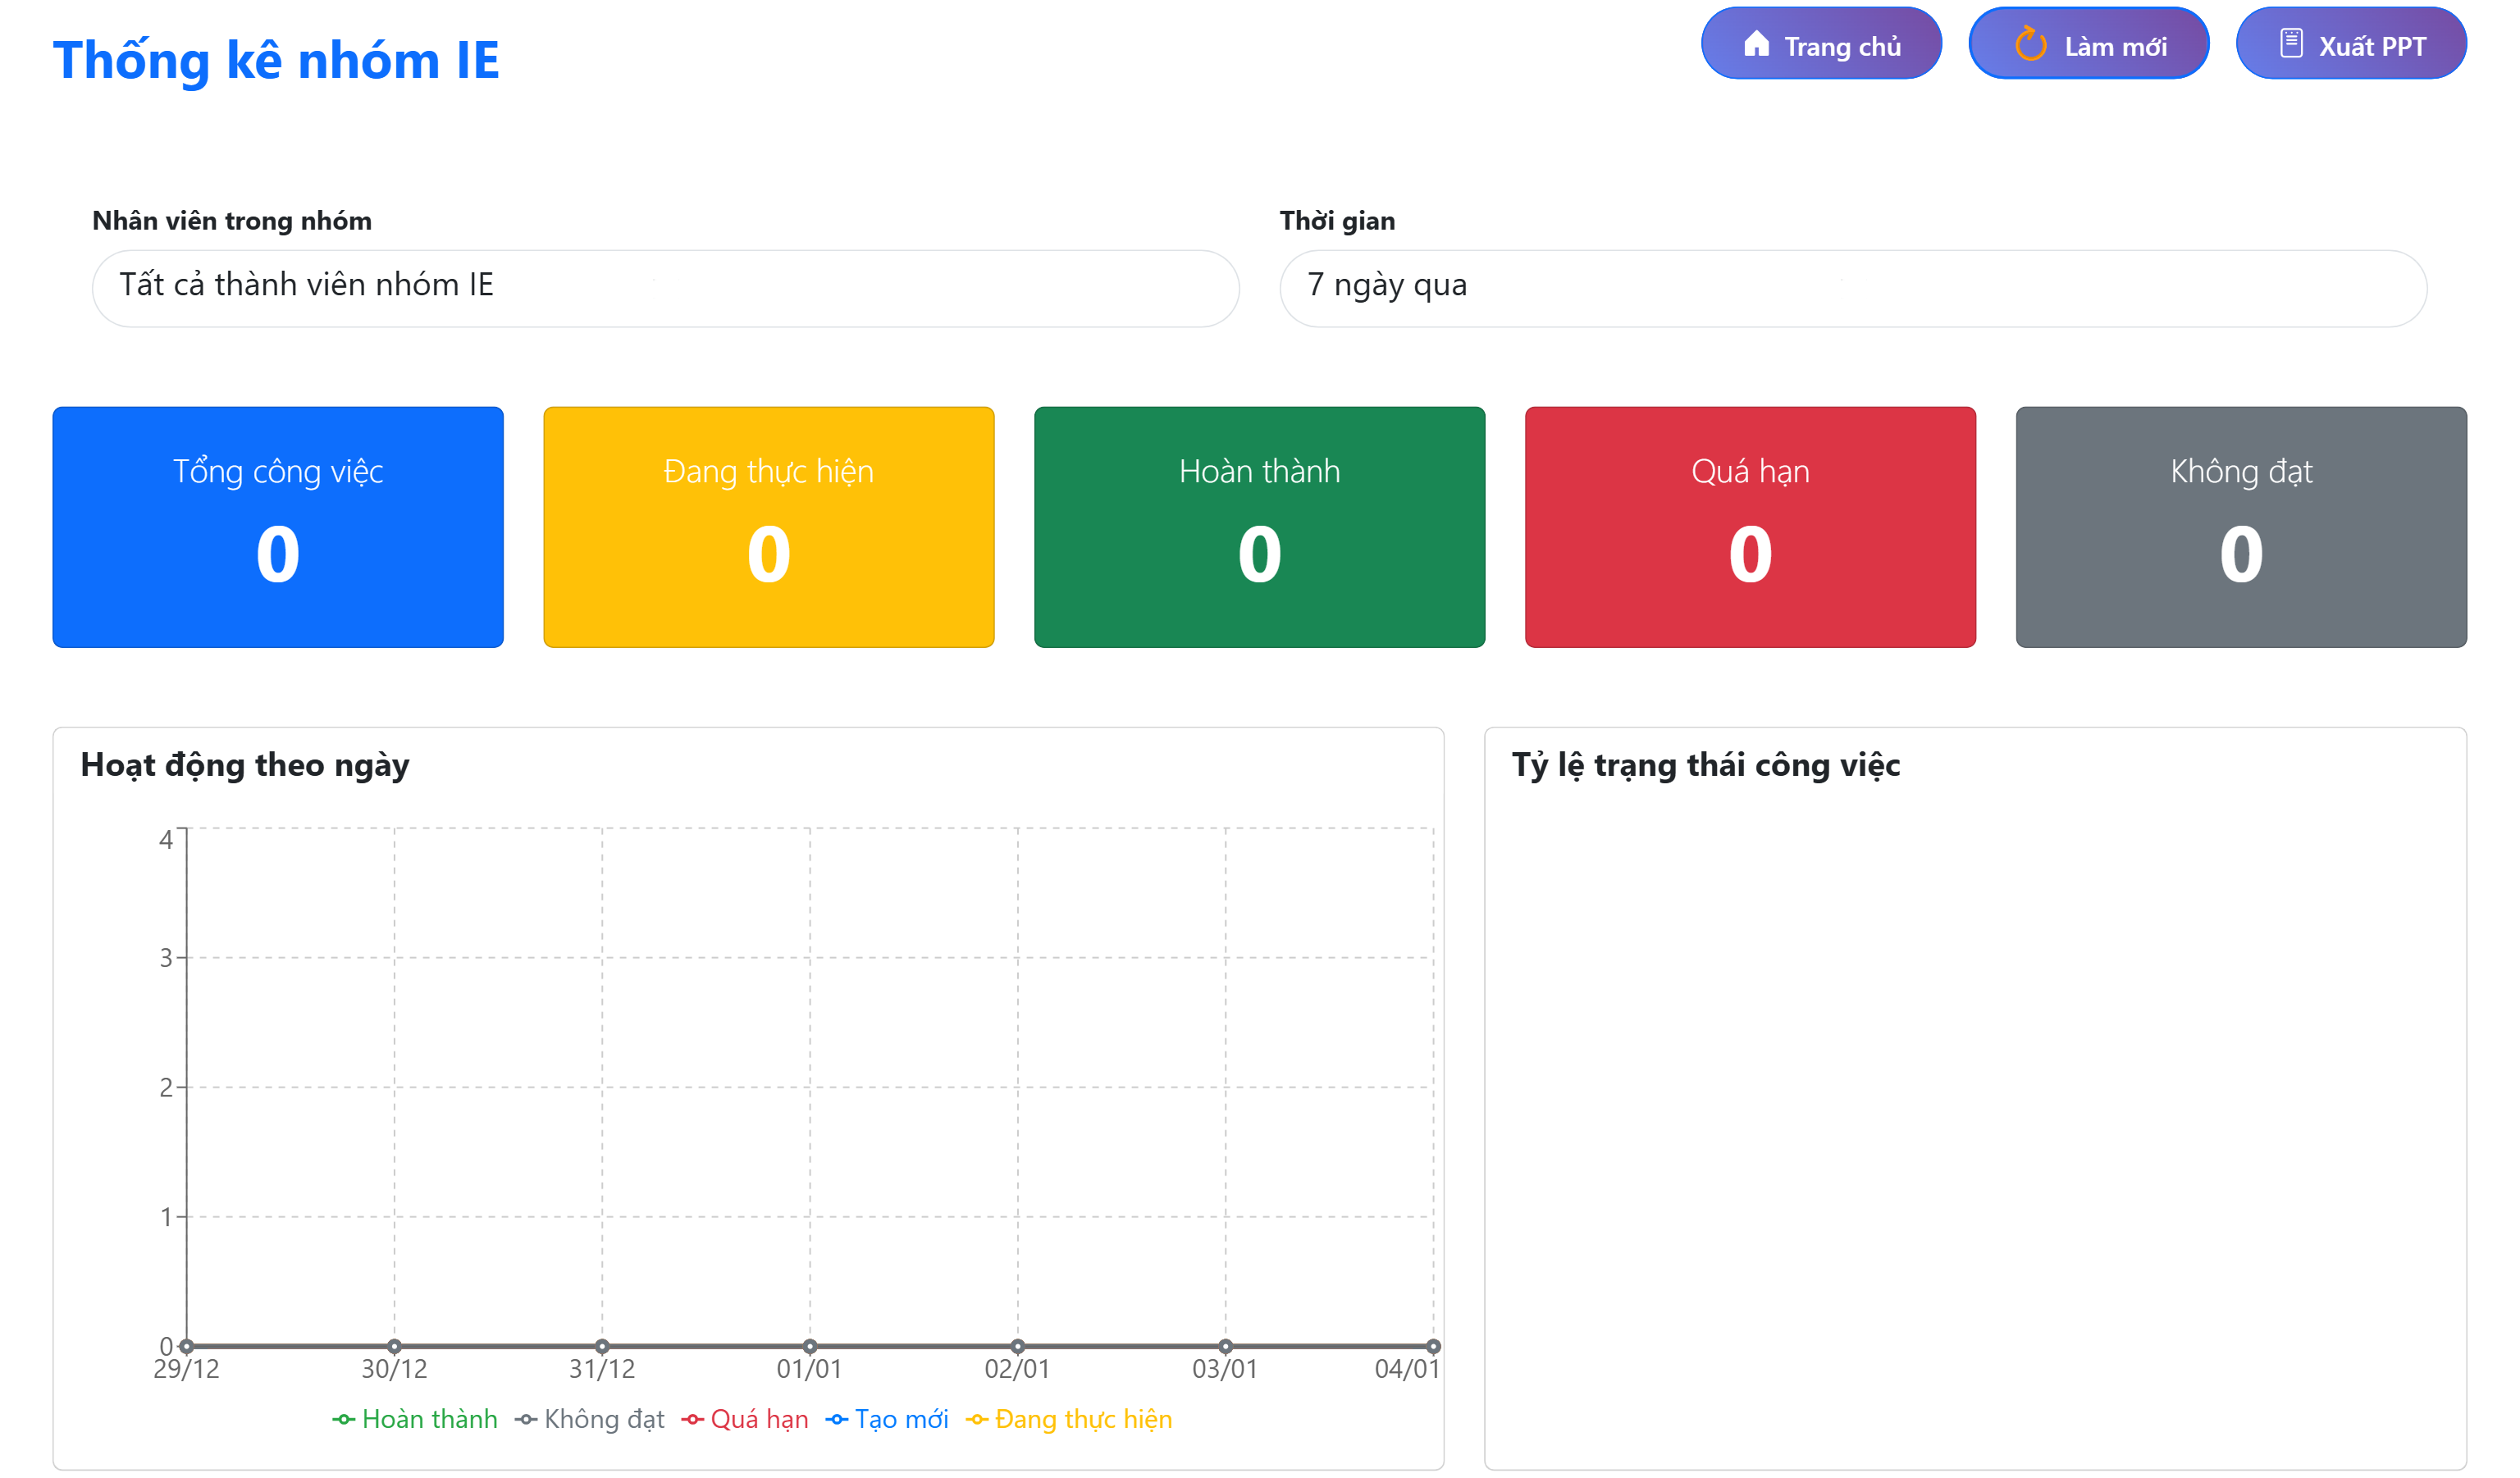 Thống kê nhóm IE
Trang chủ
Làm mới
Xuất PPT
Nhân viên trong nhóm
Thời gian
Tất cả thành viên nhóm IE
7 ngày qua
Tổng công việc
0
Đang thực hiện
0
Hoàn thành
0
Quá hạn
0
Không đạt
0
Hoạt động theo ngày
4
3
2
1
0
29/12 30/12 31/12 01/01 02/01 03/01 04/01
Hoàn thành Không đạt Quá hạn Tạo mới Đang thực hiện
Tỷ lệ trạng thái công việc